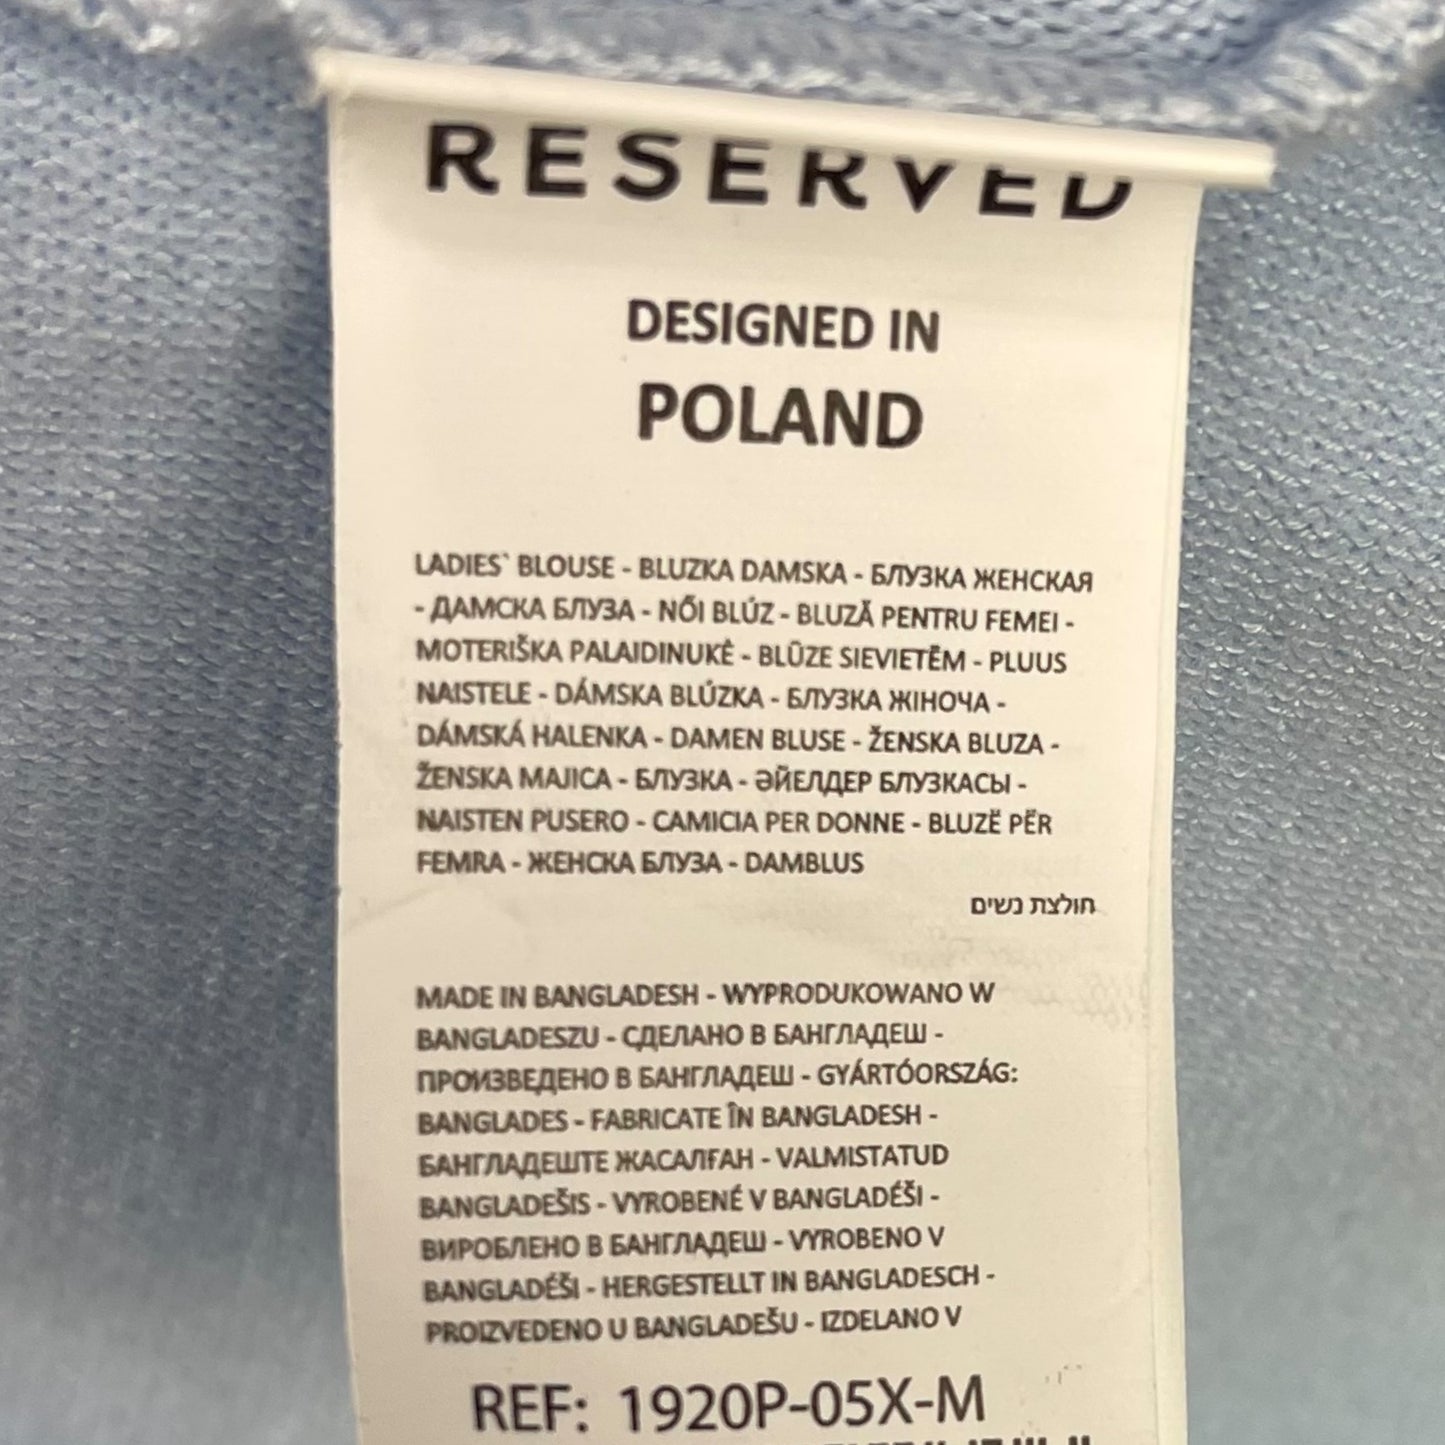 RESERVED
DESIGNED IN
POLAND
LADIES` BLOUSE - BLUZKA DAMSKA - БЛУЗКА ЖЕНСКАЯ
- ДАМСКА БЛУЗА - NŐI BLÚZ - BLUZĂ PENTRU FEMEI -
MOTERIŠKA PALAIDINUKĖ - BLŪZE SIEVIETĒM - PLUUS
NAISTELE - DÁMSKA BLÚZKA - БЛУЗКА ЖІНОЧА -
DÁMSKÁ HALENKA - DAMEN BLUSE - ŽENSKA BLUZA -
ŽENSKA MAJICA - БЛУЗКА - ӘЙЕЛДЕР БЛУЗКАСЫ -
NAISTEN PUSERO - CAMICIA PER DONNE - BLUZË PËR
FEMRA - ЖЕНСКА БЛУЗА - DAMBLUS
חולצת נשים
MADE IN BANGLADESH - WYPRODUKOWANO W
BANGLADESZU - СДЕЛАНО В БАНГЛАДЕШ -
ПРОИЗВЕДЕНО В БАНГЛАДЕШ - GYÁRTÓORSZÁG:
BANGLADES - FABRICATE ÎN BANGLADESH -
БАНГЛАДЕШТЕ ЖАСАЛҒАН - VALMISTATUD
BANGLADEŠIS - VYROBENÉ V BANGLADÉŠI -
ВИРОБЛЕНО В БАНГЛАДЕШ - VYROBENO V
BANGLADÉŠI - HERGESTELLT IN BANGLADESCH -
PROIZVEDENO U BANGLADEŠU - IZDELANO V
REF: 1920P-05X-M